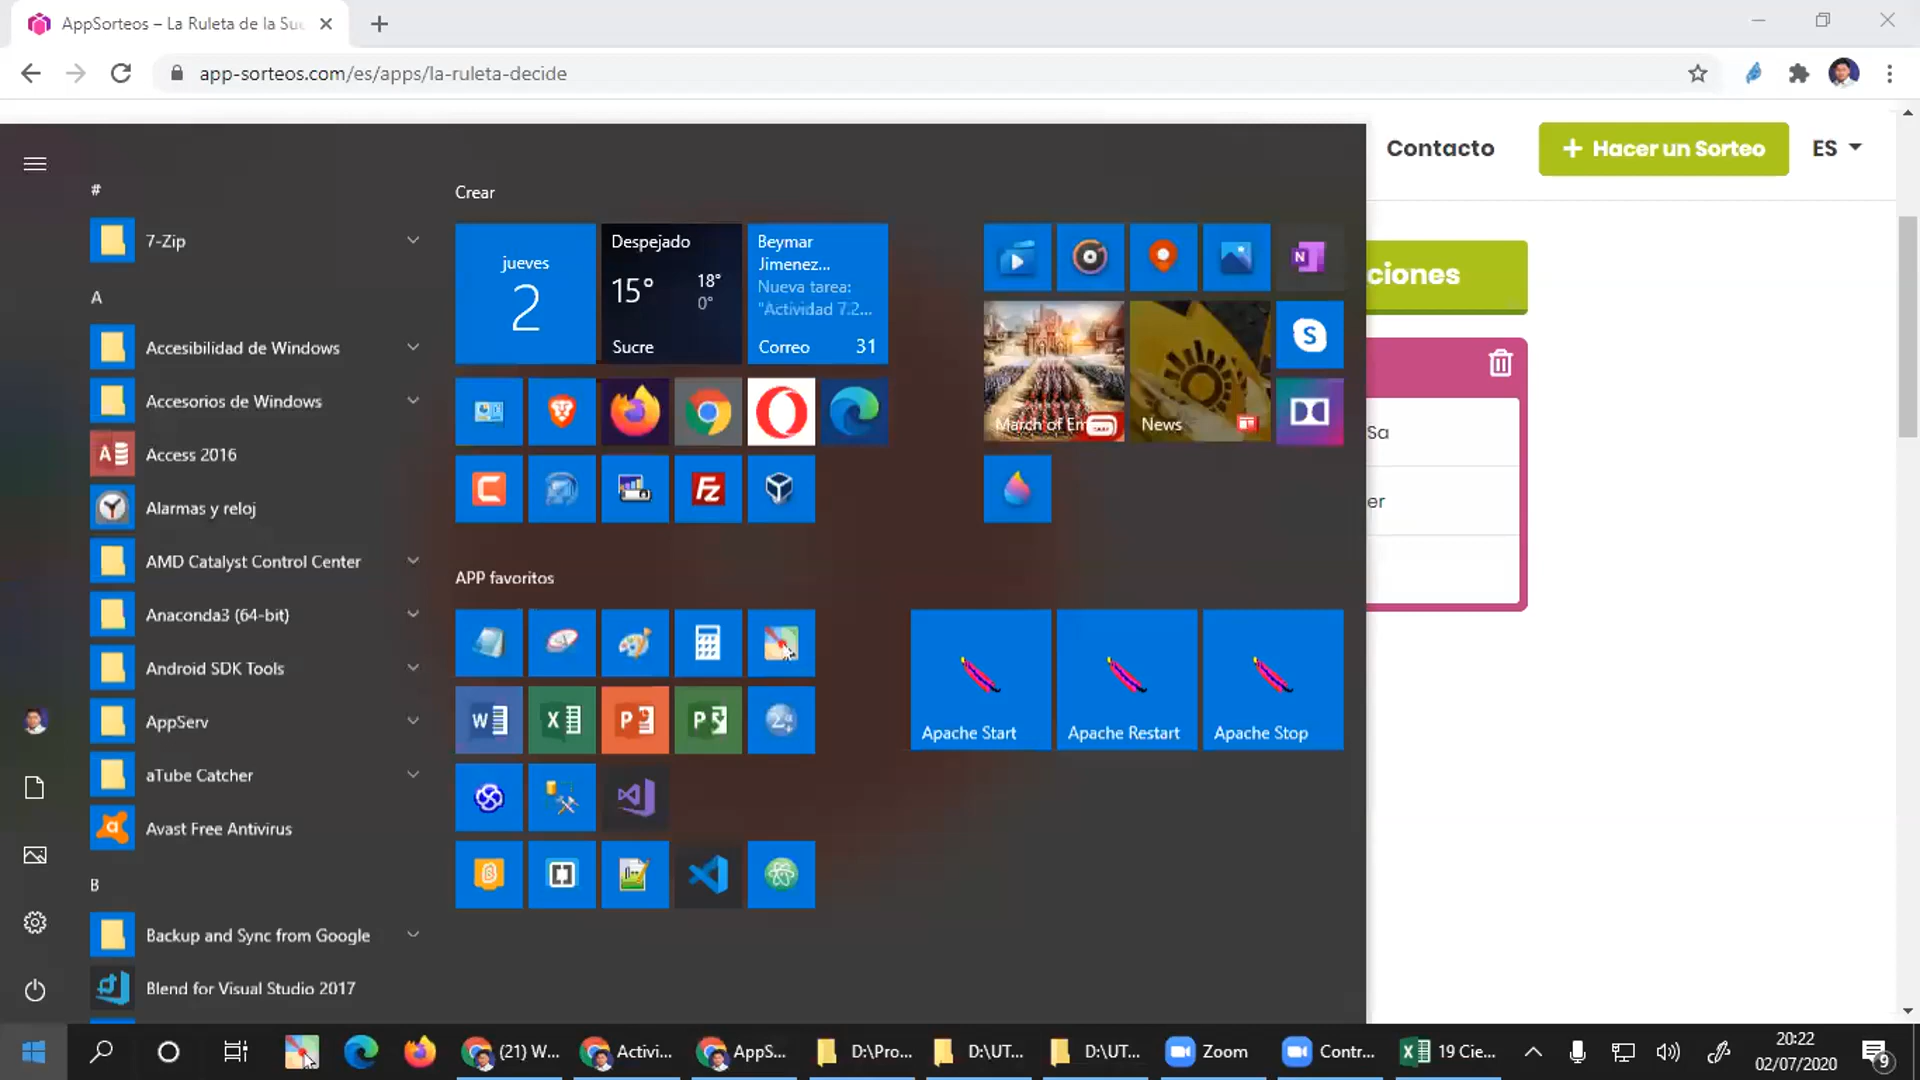 AppSorteos – La Ruleta de la Sue
app-sorteos.com/es/apps/la-ruleta-decide
Contacto
+ Hacer un Sorteo
ES
ciones
Sa
er
#
7-Zip
A
Accesibilidad de Windows
Accesorios de Windows
Access 2016
Alarmas y reloj
AMD Catalyst Control Center
Anaconda3 (64-bit)
Android SDK Tools
AppServ
aTube Catcher
Avast Free Antivirus
B
Backup and Sync from Google
Blend for Visual Studio 2017
Crear
jueves
2
Despejado
15° 18°
0°
Sucre
Beymar
Jimenez...
Nueva tarea:
"Actividad 7.2...
Correo 31
March of Em
News
APP favoritos
Apache Start
Apache Restart
Apache Stop
(21) W...
Activi...
AppS...
D:\Pro...
D:\UT...
D:\UT...
Zoom
Contr...
19 Cie...
20:22
02/07/2020
9